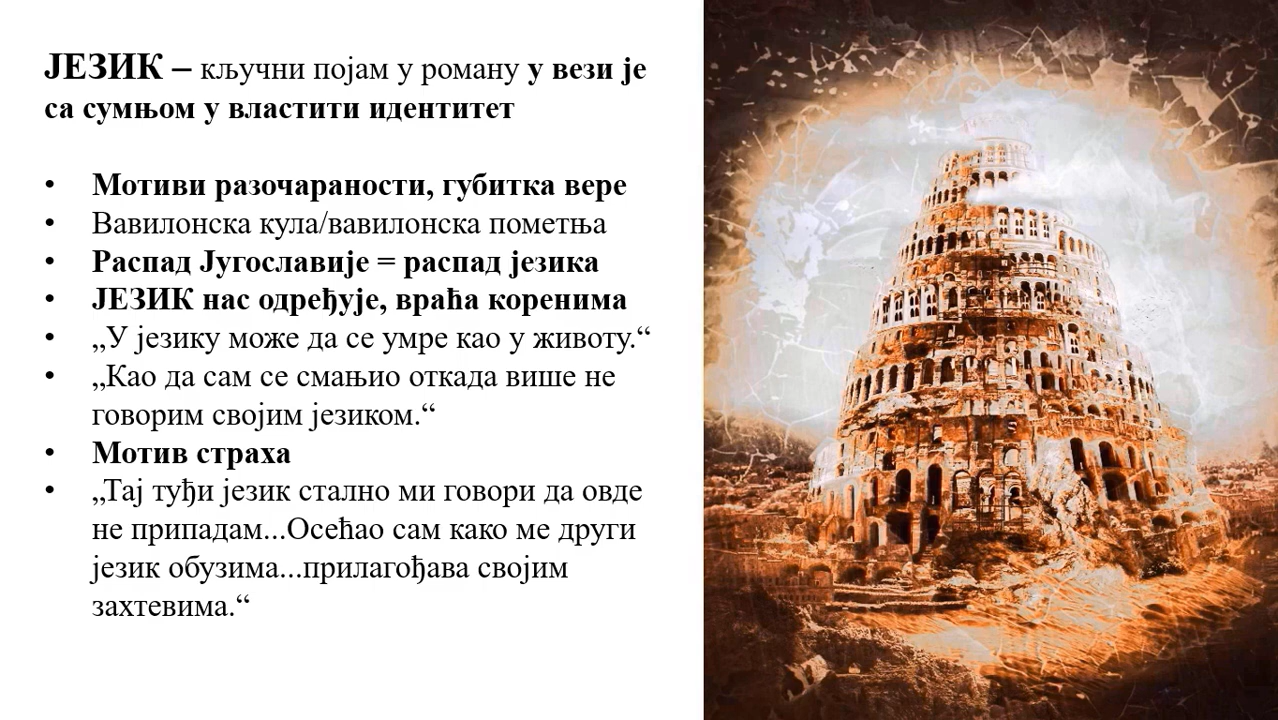 ЈЕЗИК – кључни појам у роману у вези је
са сумњом у властити идентитет
• Мотиви разочараности, губитка вере
• Вавилонска кула/вавилонска пометња
• Распад Југославије = распад језика
• ЈЕЗИК нас одређује, враћа коренима
• „У језику може да се умре као у животу.“
• „Као да сам се смањио откада више не
говорим својим језиком.“
• Мотив страха
• „Тај туђи језик стално ми говори да овде
не припадам...Осећао сам како ме други
језик обузима...прилагођава својим
захтевима.“